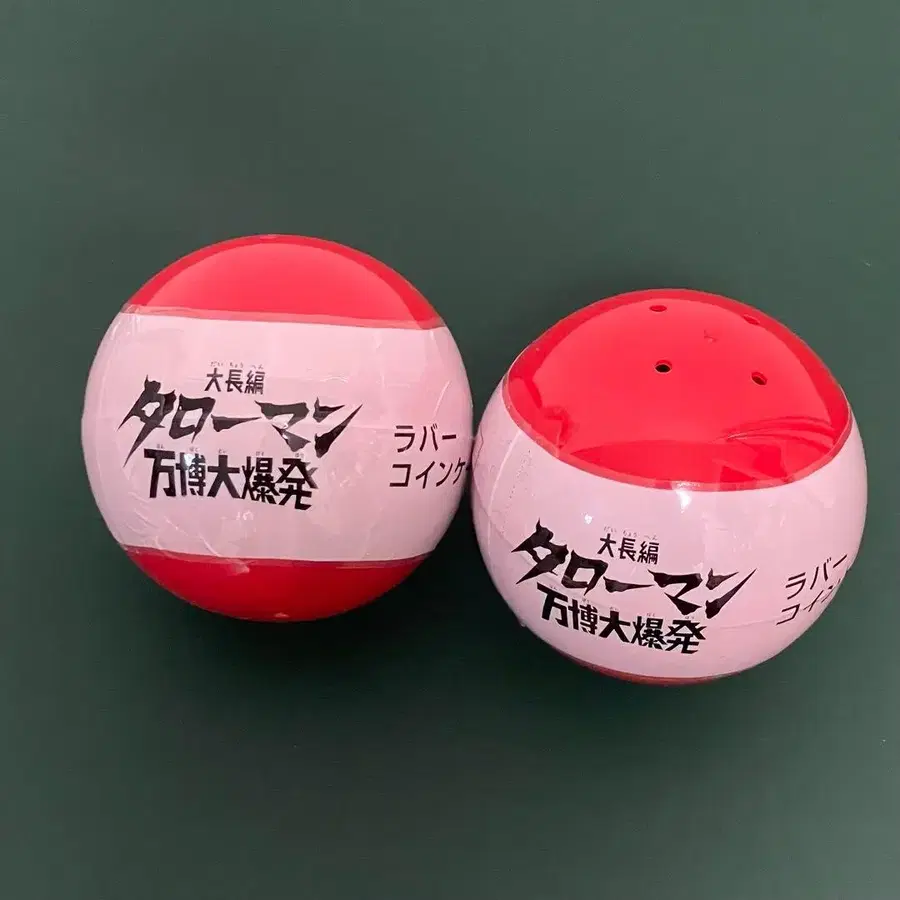 大長編
タローマン
万博大爆発
ラバー
コインケ
大長編
タローマン
万博大爆発
ラバー
コイン